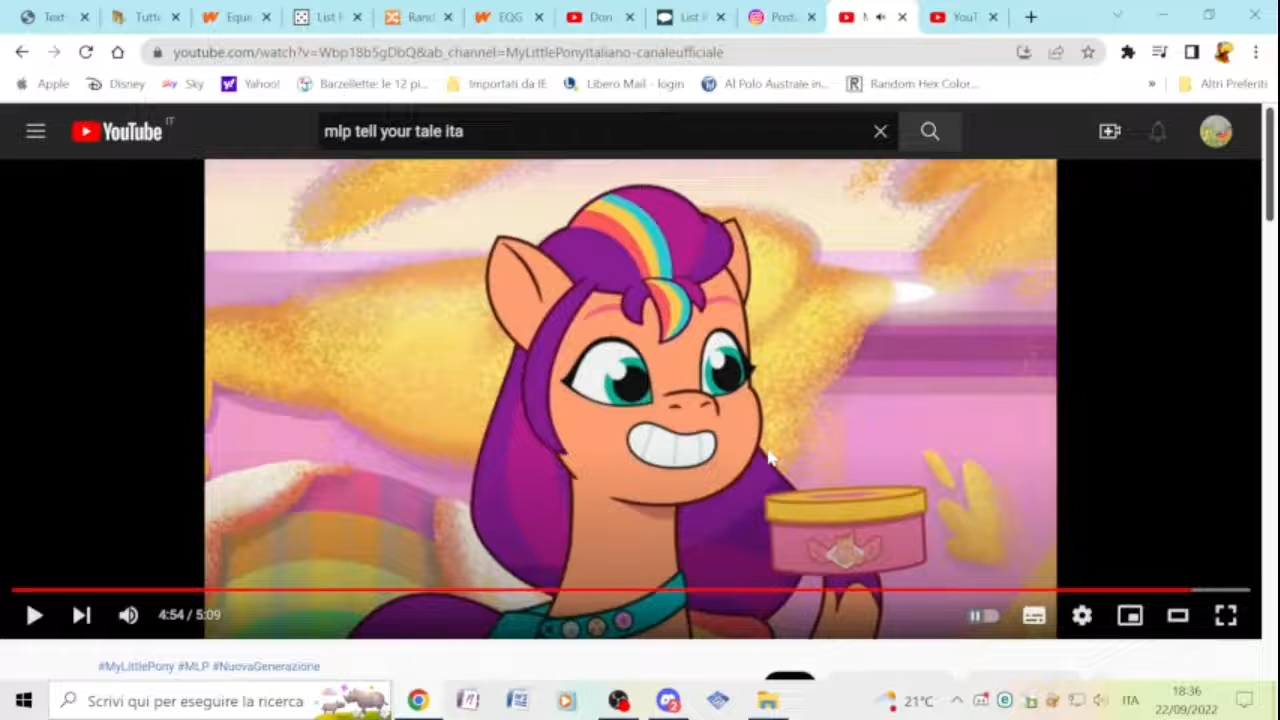 Text
Tutte
Eque
List F
Rand
EQG
Don
List F
Post
YouT
youtube.com/watch?v=Wbp18b5gDbQ&ab_channel=MyLittlePonyItaliano-canaleufficiale
Apple
Disney
sky Sky
Yahoo!
Barzellette: le 12 pi...
Importati da IE
Libero Mail - login
Al Polo Australe in...
R Random Hex Color...
» Altri Preferiti
YouTube IT
mlp tell your tale ita
4:54 / 5:09
#MyLittlePony #MLP #NuovaGenerazione
Scrivi qui per eseguire la ricerca
21°C
ITA
18:36
22/09/2022